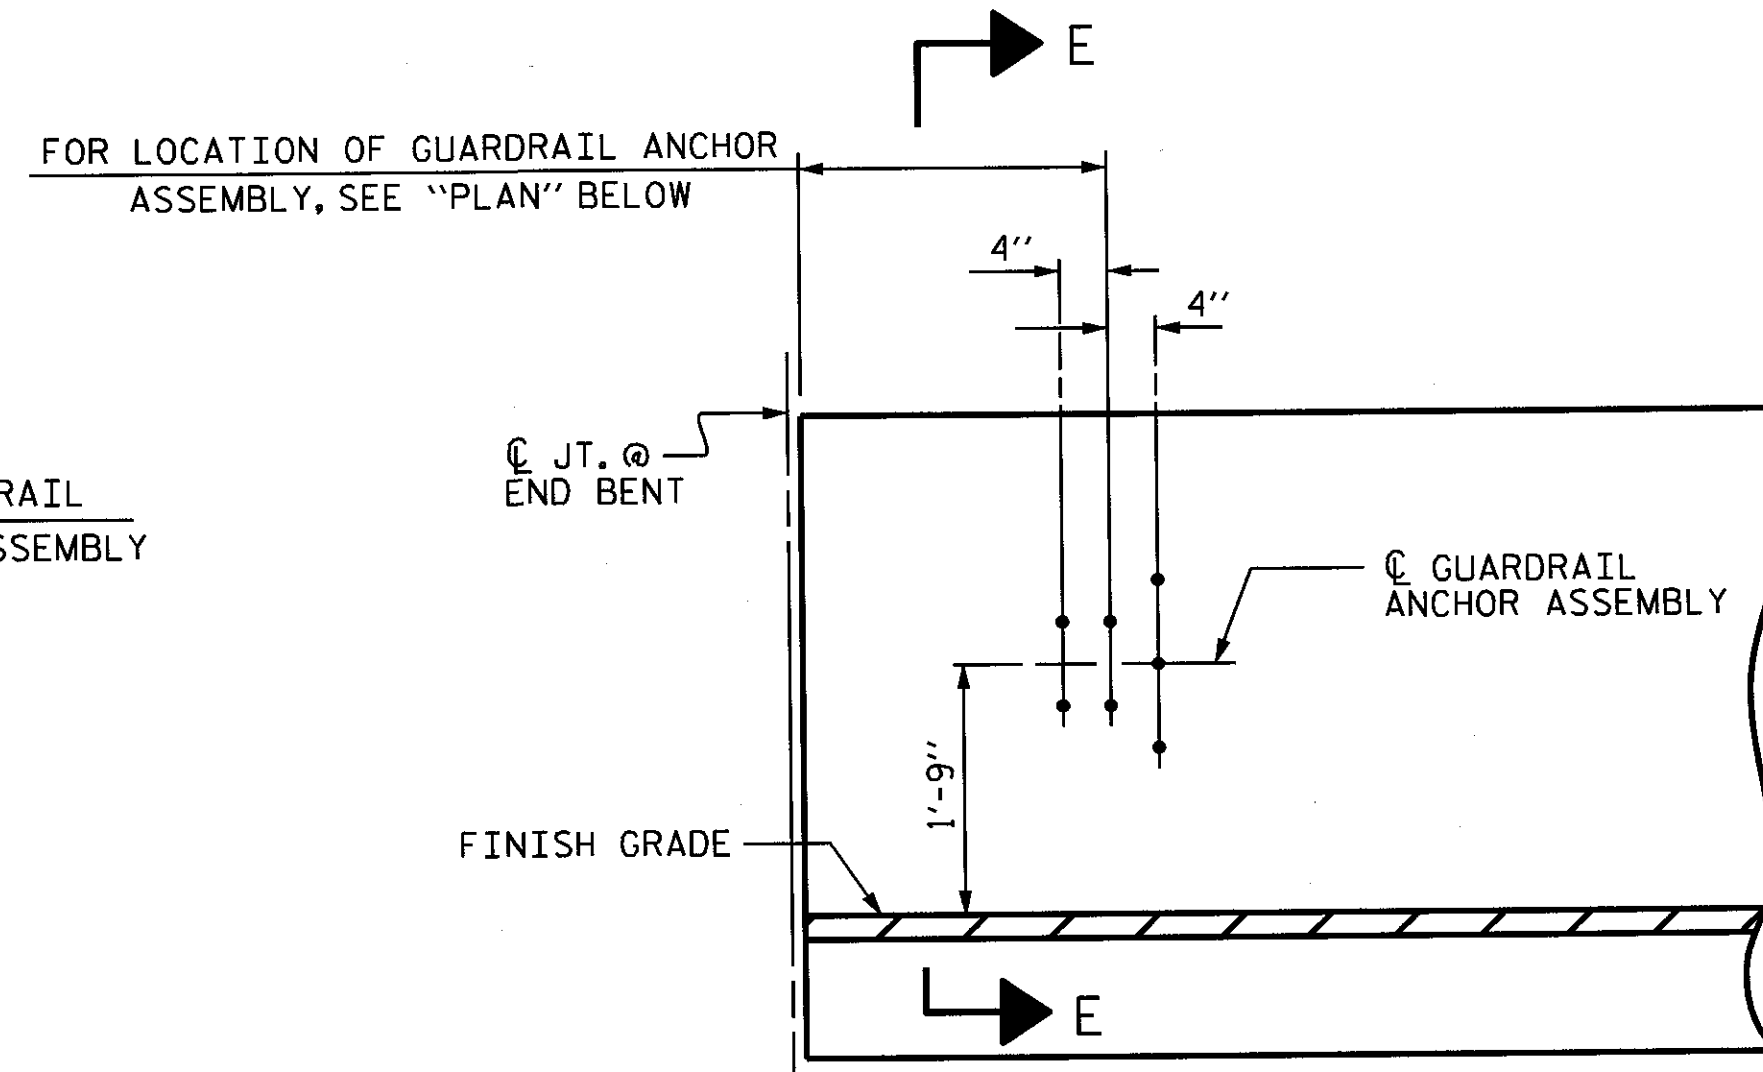 E
FOR LOCATION OF GUARDRAIL ANCHOR
ASSEMBLY, SEE “PLAN” BELOW
4″
4″
℄ JT. @
END BENT
RAIL
SSEMBLY
℄ GUARDRAIL
ANCHOR ASSEMBLY
1′-9″
FINISH GRADE
E